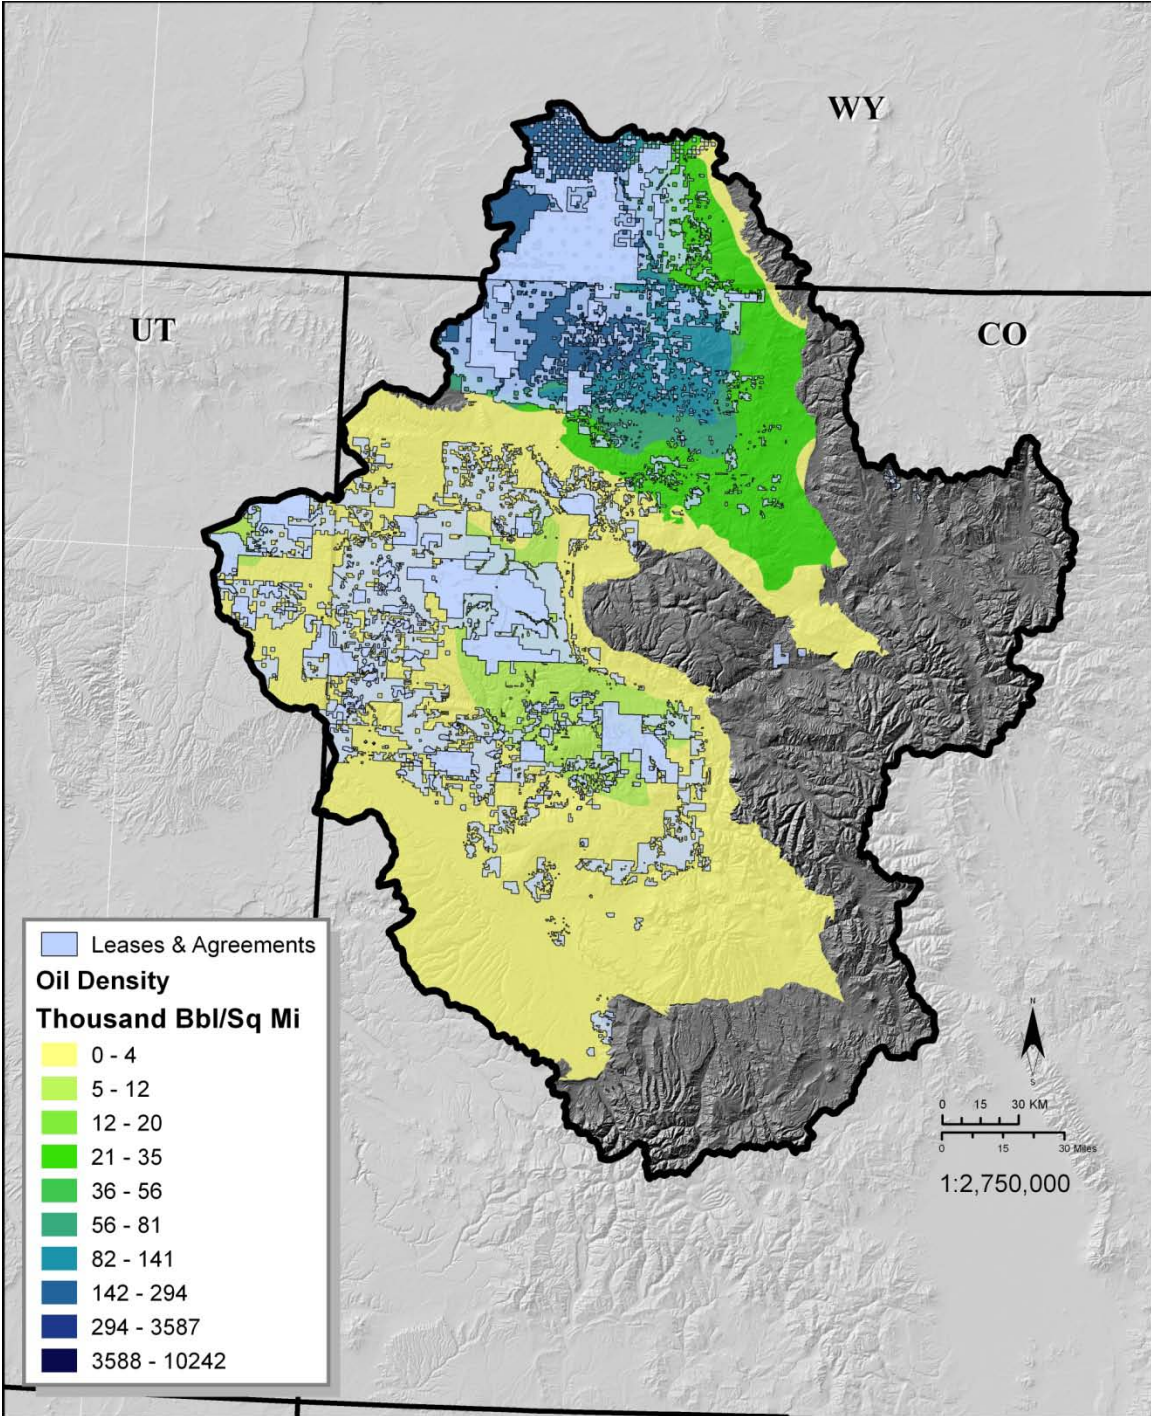 WY
UT
CO
Leases & Agreements
Oil Density
Thousand Bbl/Sq Mi
0 - 4
5 - 12
12 - 20
21 - 35
36 - 56
56 - 81
82 - 141
142 - 294
294 - 3587
3588 - 10242
N
S
0 15 30 KM
0 15 30 Miles
1:2,750,000